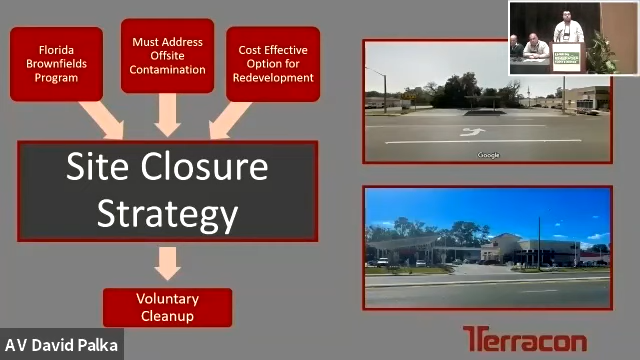 Florida
Brownfields
Program
Must Address
Offsite
Contamination
Cost Effective
Option for
Redevelopment
Site Closure
Strategy
Voluntary
Cleanup
Google
Terracon
AV David Palka